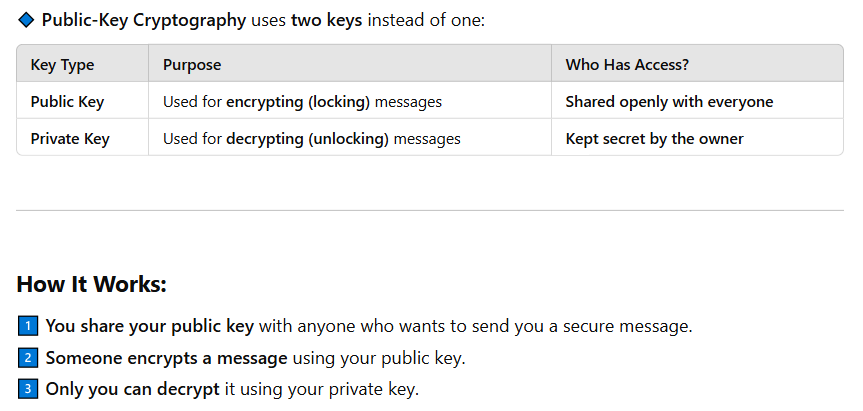 Public-Key Cryptography uses two keys instead of one:
Key Type Purpose Who Has Access?
Public Key Used for encrypting (locking) messages Shared openly with everyone
Private Key Used for decrypting (unlocking) messages Kept secret by the owner
How It Works:
1 You share your public key with anyone who wants to send you a secure message.
2 Someone encrypts a message using your public key.
3 Only you can decrypt it using your private key.